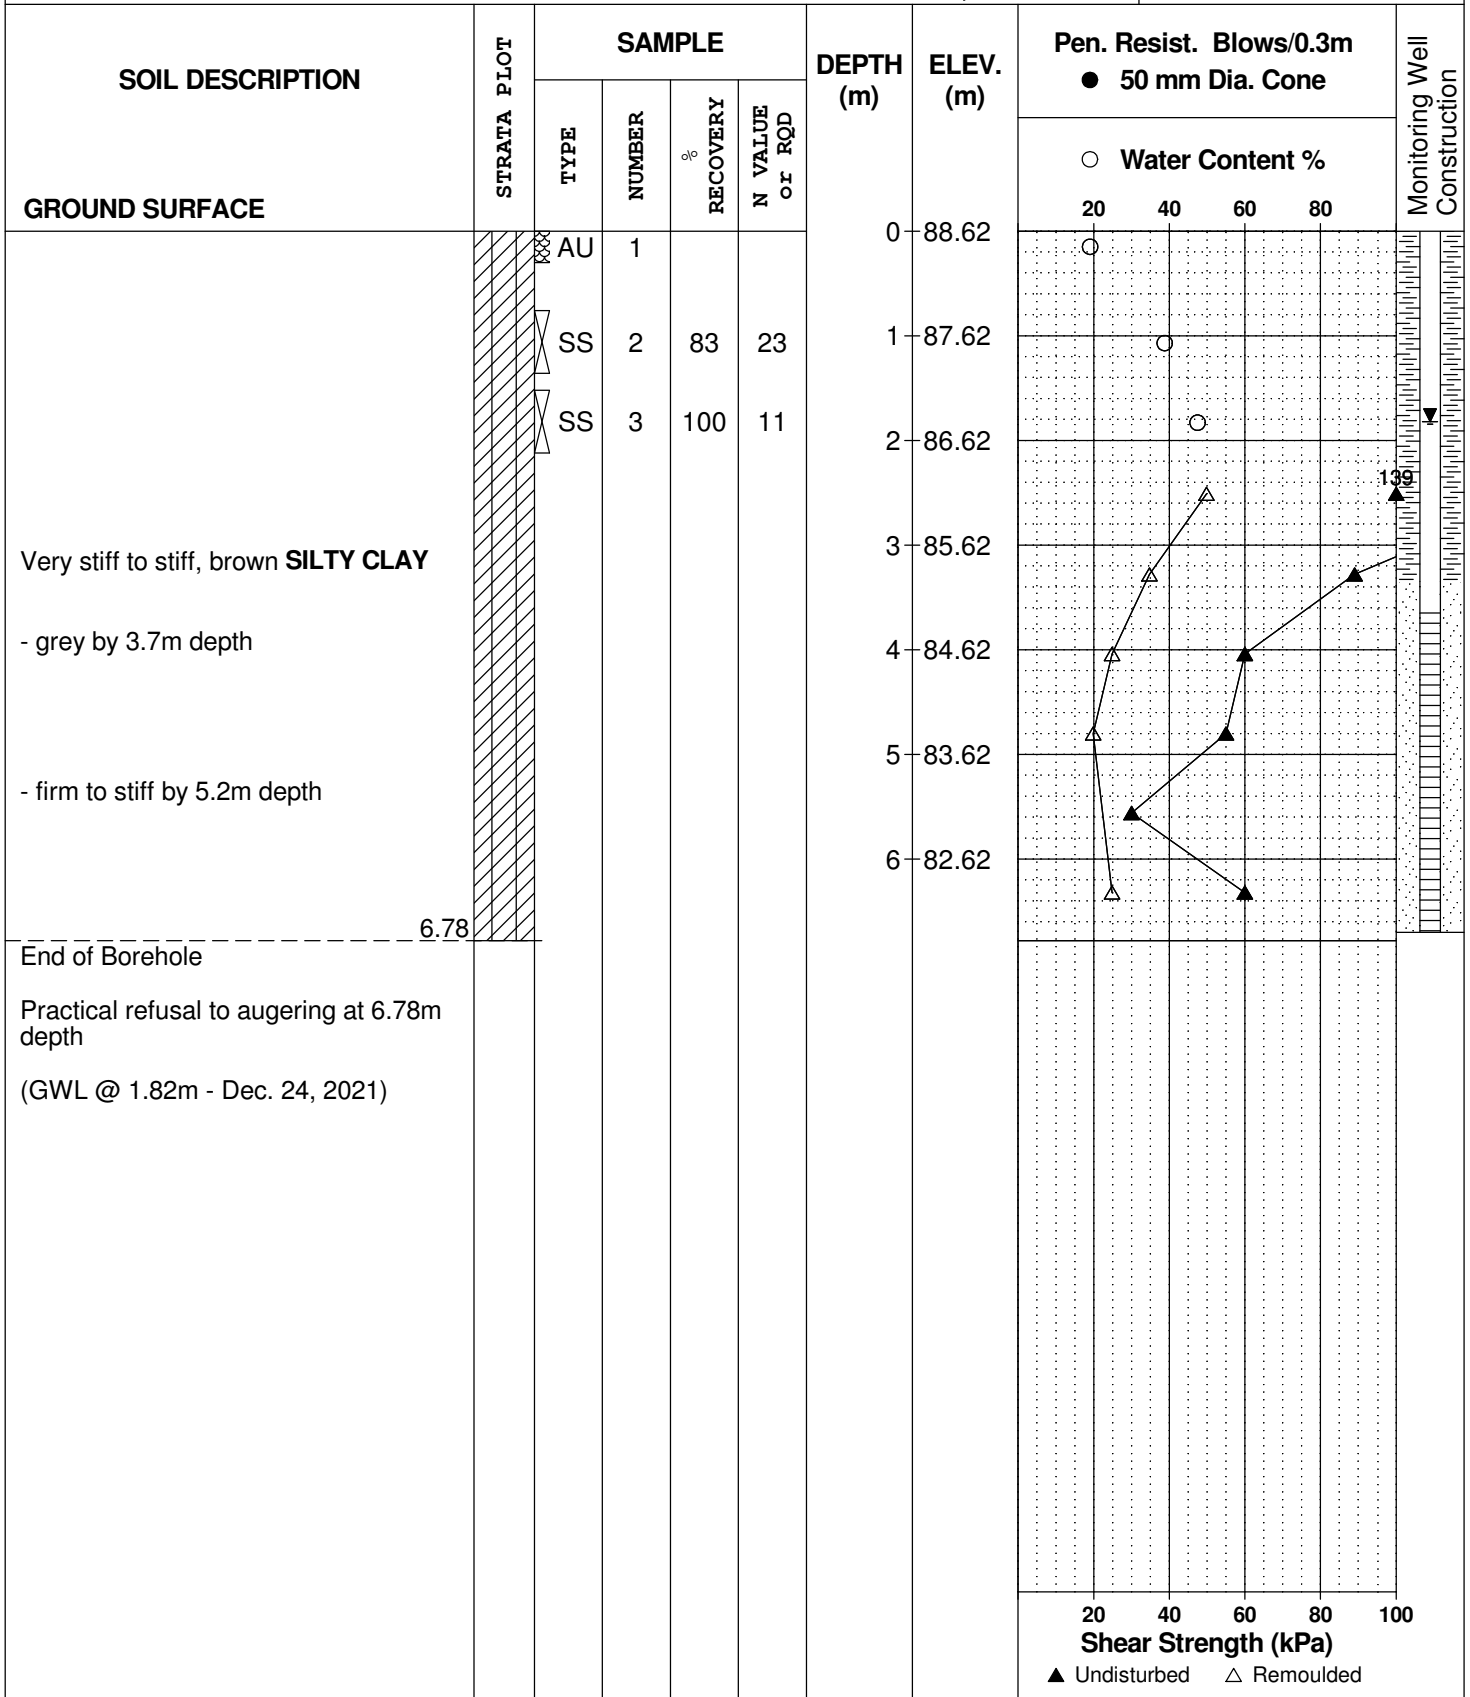 SOIL DESCRIPTION
GROUND SURFACE
STRATA PLOT
SAMPLE
TYPE
NUMBER
%
RECOVERY
N VALUE
or RQD
DEPTH
(m)
ELEV.
(m)
Pen. Resist. Blows/0.3m
● 50 mm Dia. Cone
○ Water Content %
20 40 60 80
Monitoring Well
Construction
0 88.62
AU 1
SS 2 83 23
1 87.62
SS 3 100 11
2 86.62
139
3 85.62
Very stiff to stiff, brown SILTY CLAY
- grey by 3.7m depth
4 84.62
5 83.62
- firm to stiff by 5.2m depth
6 82.62
6.78
End of Borehole
Practical refusal to augering at 6.78m
depth
(GWL @ 1.82m - Dec. 24, 2021)
20 40 60 80 100
Shear Strength (kPa)
▲ Undisturbed △ Remoulded